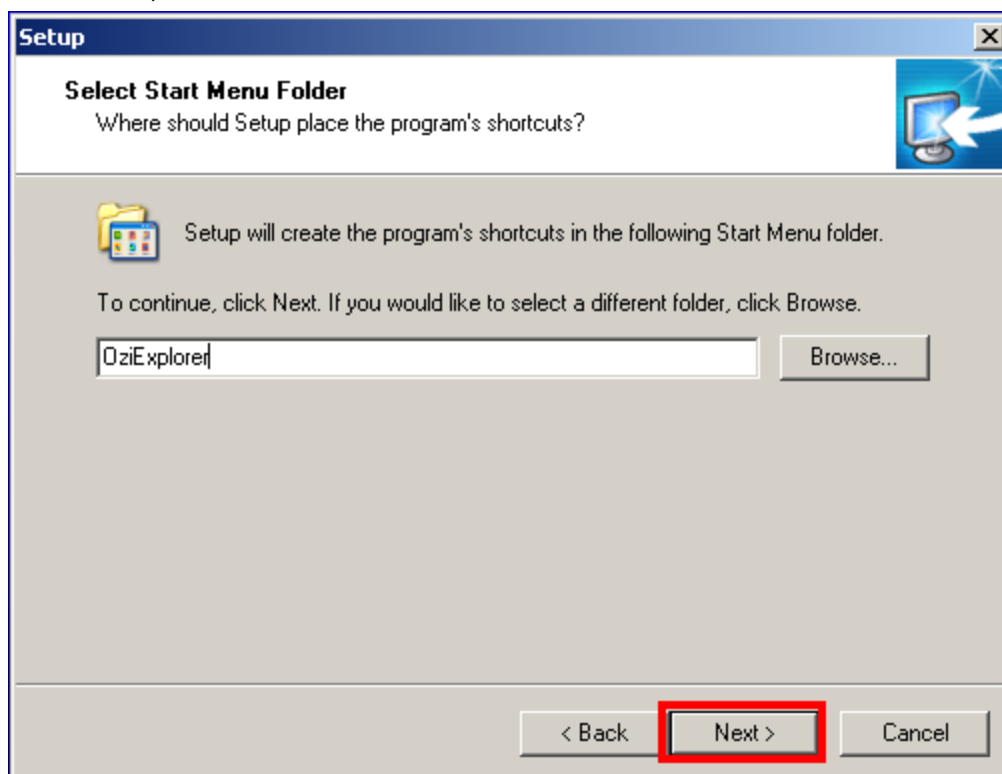 Setup
Select Start Menu Folder
Where should Setup place the program's shortcuts?
Setup will create the program's shortcuts in the following Start Menu folder.
To continue, click Next. If you would like to select a different folder, click Browse.
OziExplorer
Browse...
< Back
Next >
Cancel